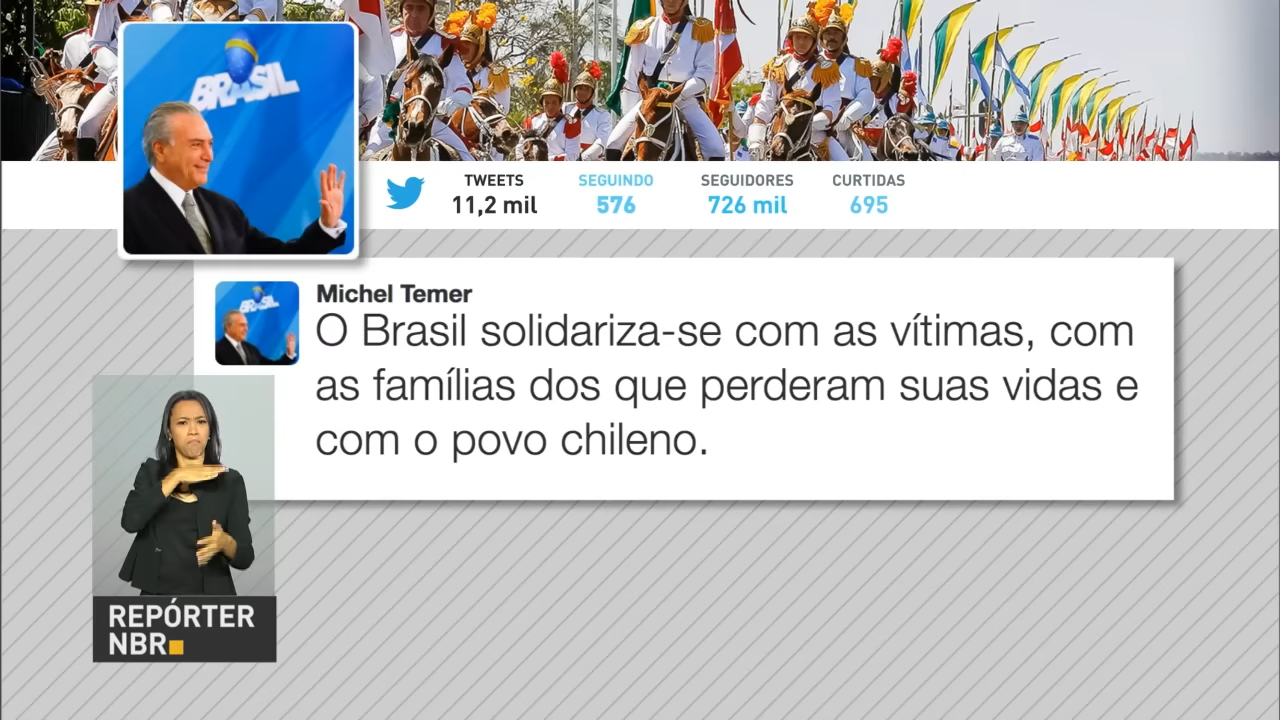 BRASIL
TWEETS SEGUINDO SEGUIDORES CURTIDAS
11,2 mil 576 726 mil 695
Michel Temer
O Brasil solidariza-se com as vítimas, com
as famílias dos que perderam suas vidas e
com o povo chileno.
REPÓRTER
NBR